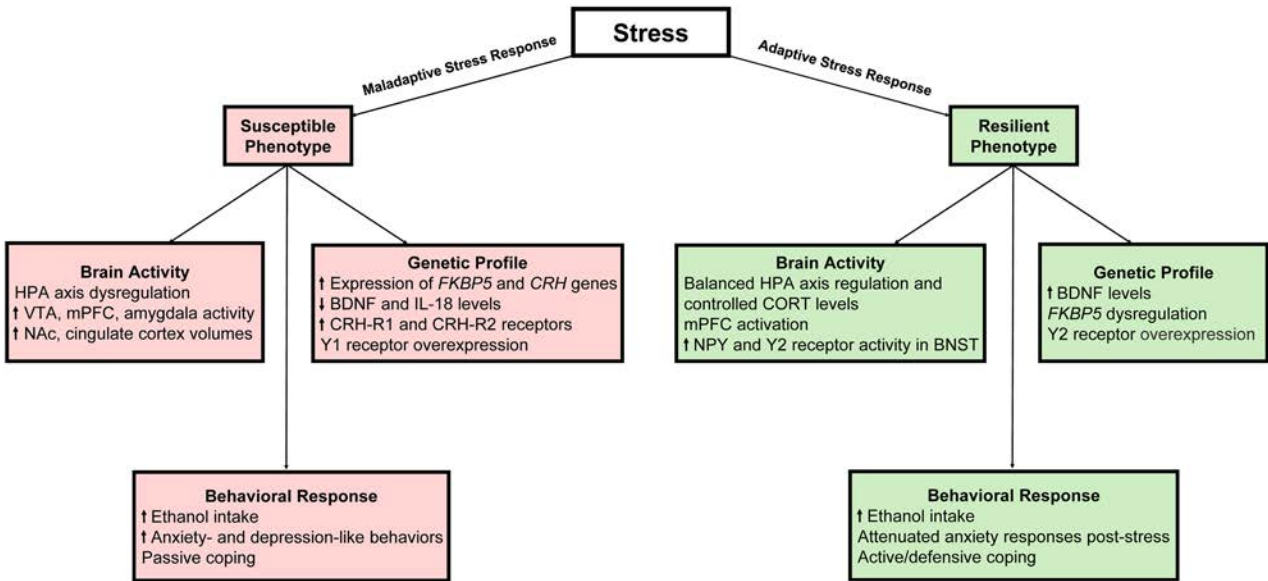 Stress
Maladaptive Stress Response
Adaptive Stress Response
Susceptible
Phenotype
Resilient
Phenotype
Brain Activity
HPA axis dysregulation
↑ VTA, mPFC, amygdala activity
↑ NAc, cingulate cortex volumes
Genetic Profile
↑ Expression of FKBP5 and CRH genes
↓ BDNF and IL-18 levels
↑ CRH-R1 and CRH-R2 receptors
Y1 receptor overexpression
Brain Activity
Balanced HPA axis regulation and
controlled CORT levels
mPFC activation
↑ NPY and Y2 receptor activity in BNST
Genetic Profile
↑ BDNF levels
FKBP5 dysregulation
Y2 receptor overexpression
Behavioral Response
↑ Ethanol intake
↑ Anxiety- and depression-like behaviors
Passive coping
Behavioral Response
↑ Ethanol intake
Attenuated anxiety responses post-stress
Active/defensive coping